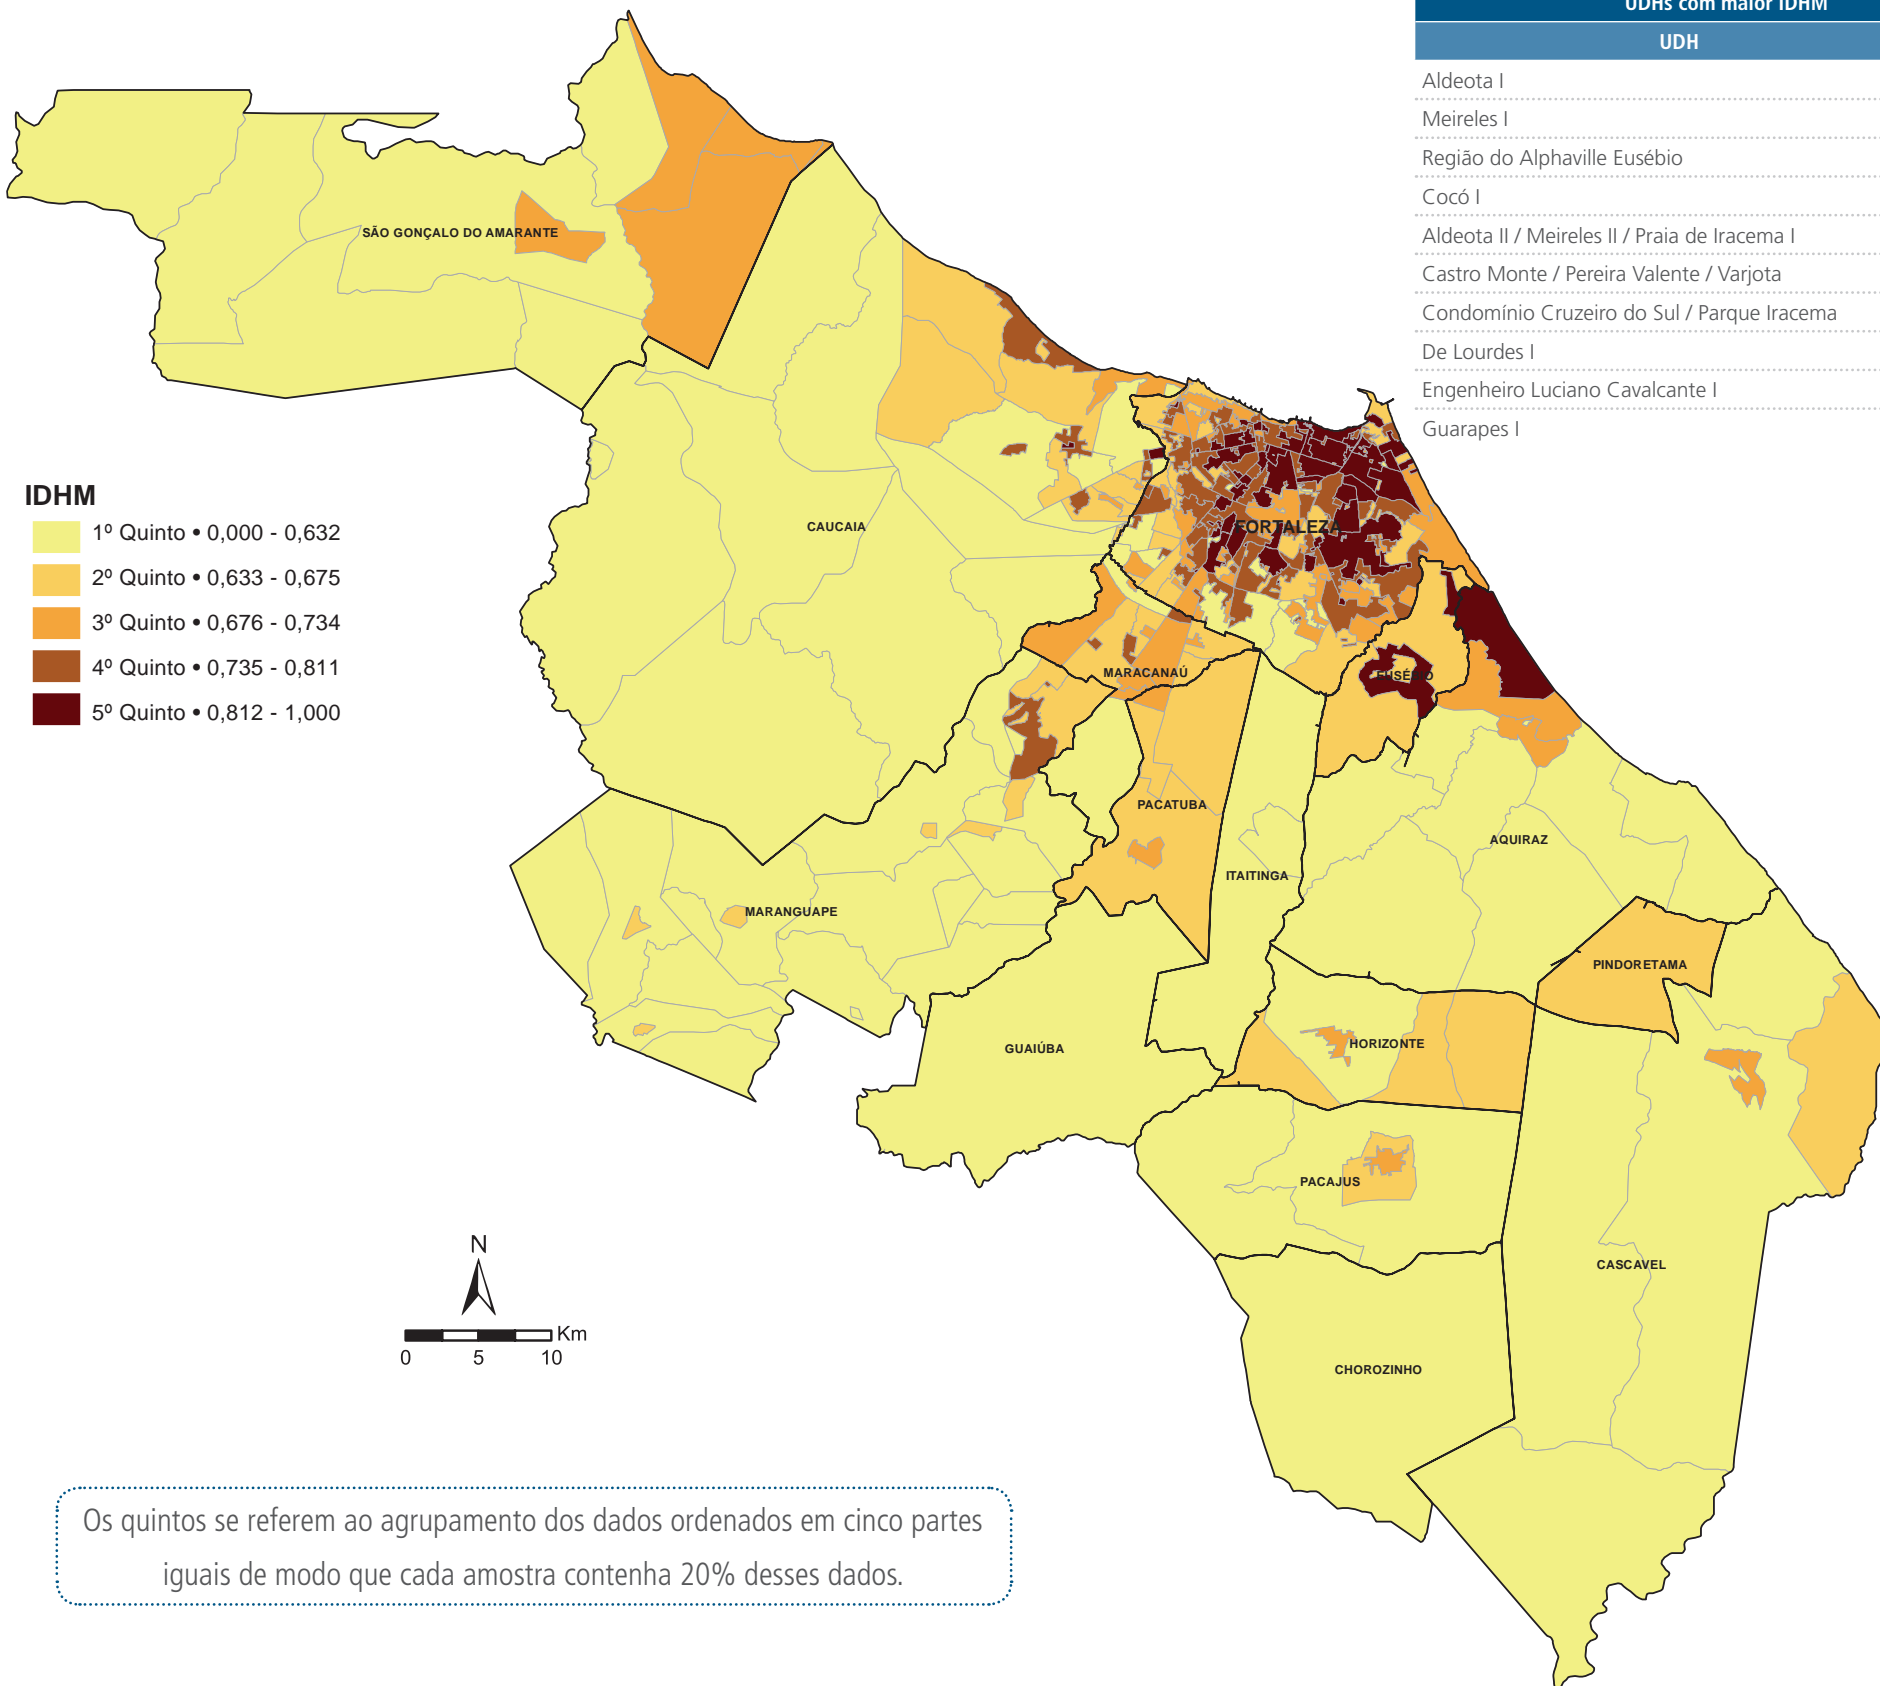 UDHs com maior IDHM
UDH
Aldeota I
Meireles I
Região do Alphaville Eusébio
Cocó I
Aldeota II / Meireles II / Praia de Iracema I
Castro Monte / Pereira Valente / Varjota
Condomínio Cruzeiro do Sul / Parque Iracema
De Lourdes I
Engenheiro Luciano Cavalcante I
Guarapes I
SÃO GONÇALO DO AMARANTE
IDHM
1º Quinto • 0,000 - 0,632
2º Quinto • 0,633 - 0,675
3º Quinto • 0,676 - 0,734
4º Quinto • 0,735 - 0,811
5º Quinto • 0,812 - 1,000
CAUCAIA
FORTALEZA
MARACANAÚ
EUSÉBIO
PACATUBA
AQUIRAZ
ITAITINGA
MARANGUAPE
PINDORETAMA
GUAIÚBA
HORIZONTE
PACAJUS
CASCAVEL
CHOROZINHO
N
Km
0 5 10
Os quintos se referem ao agrupamento dos dados ordenados em cinco partes
iguais de modo que cada amostra contenha 20% desses dados.